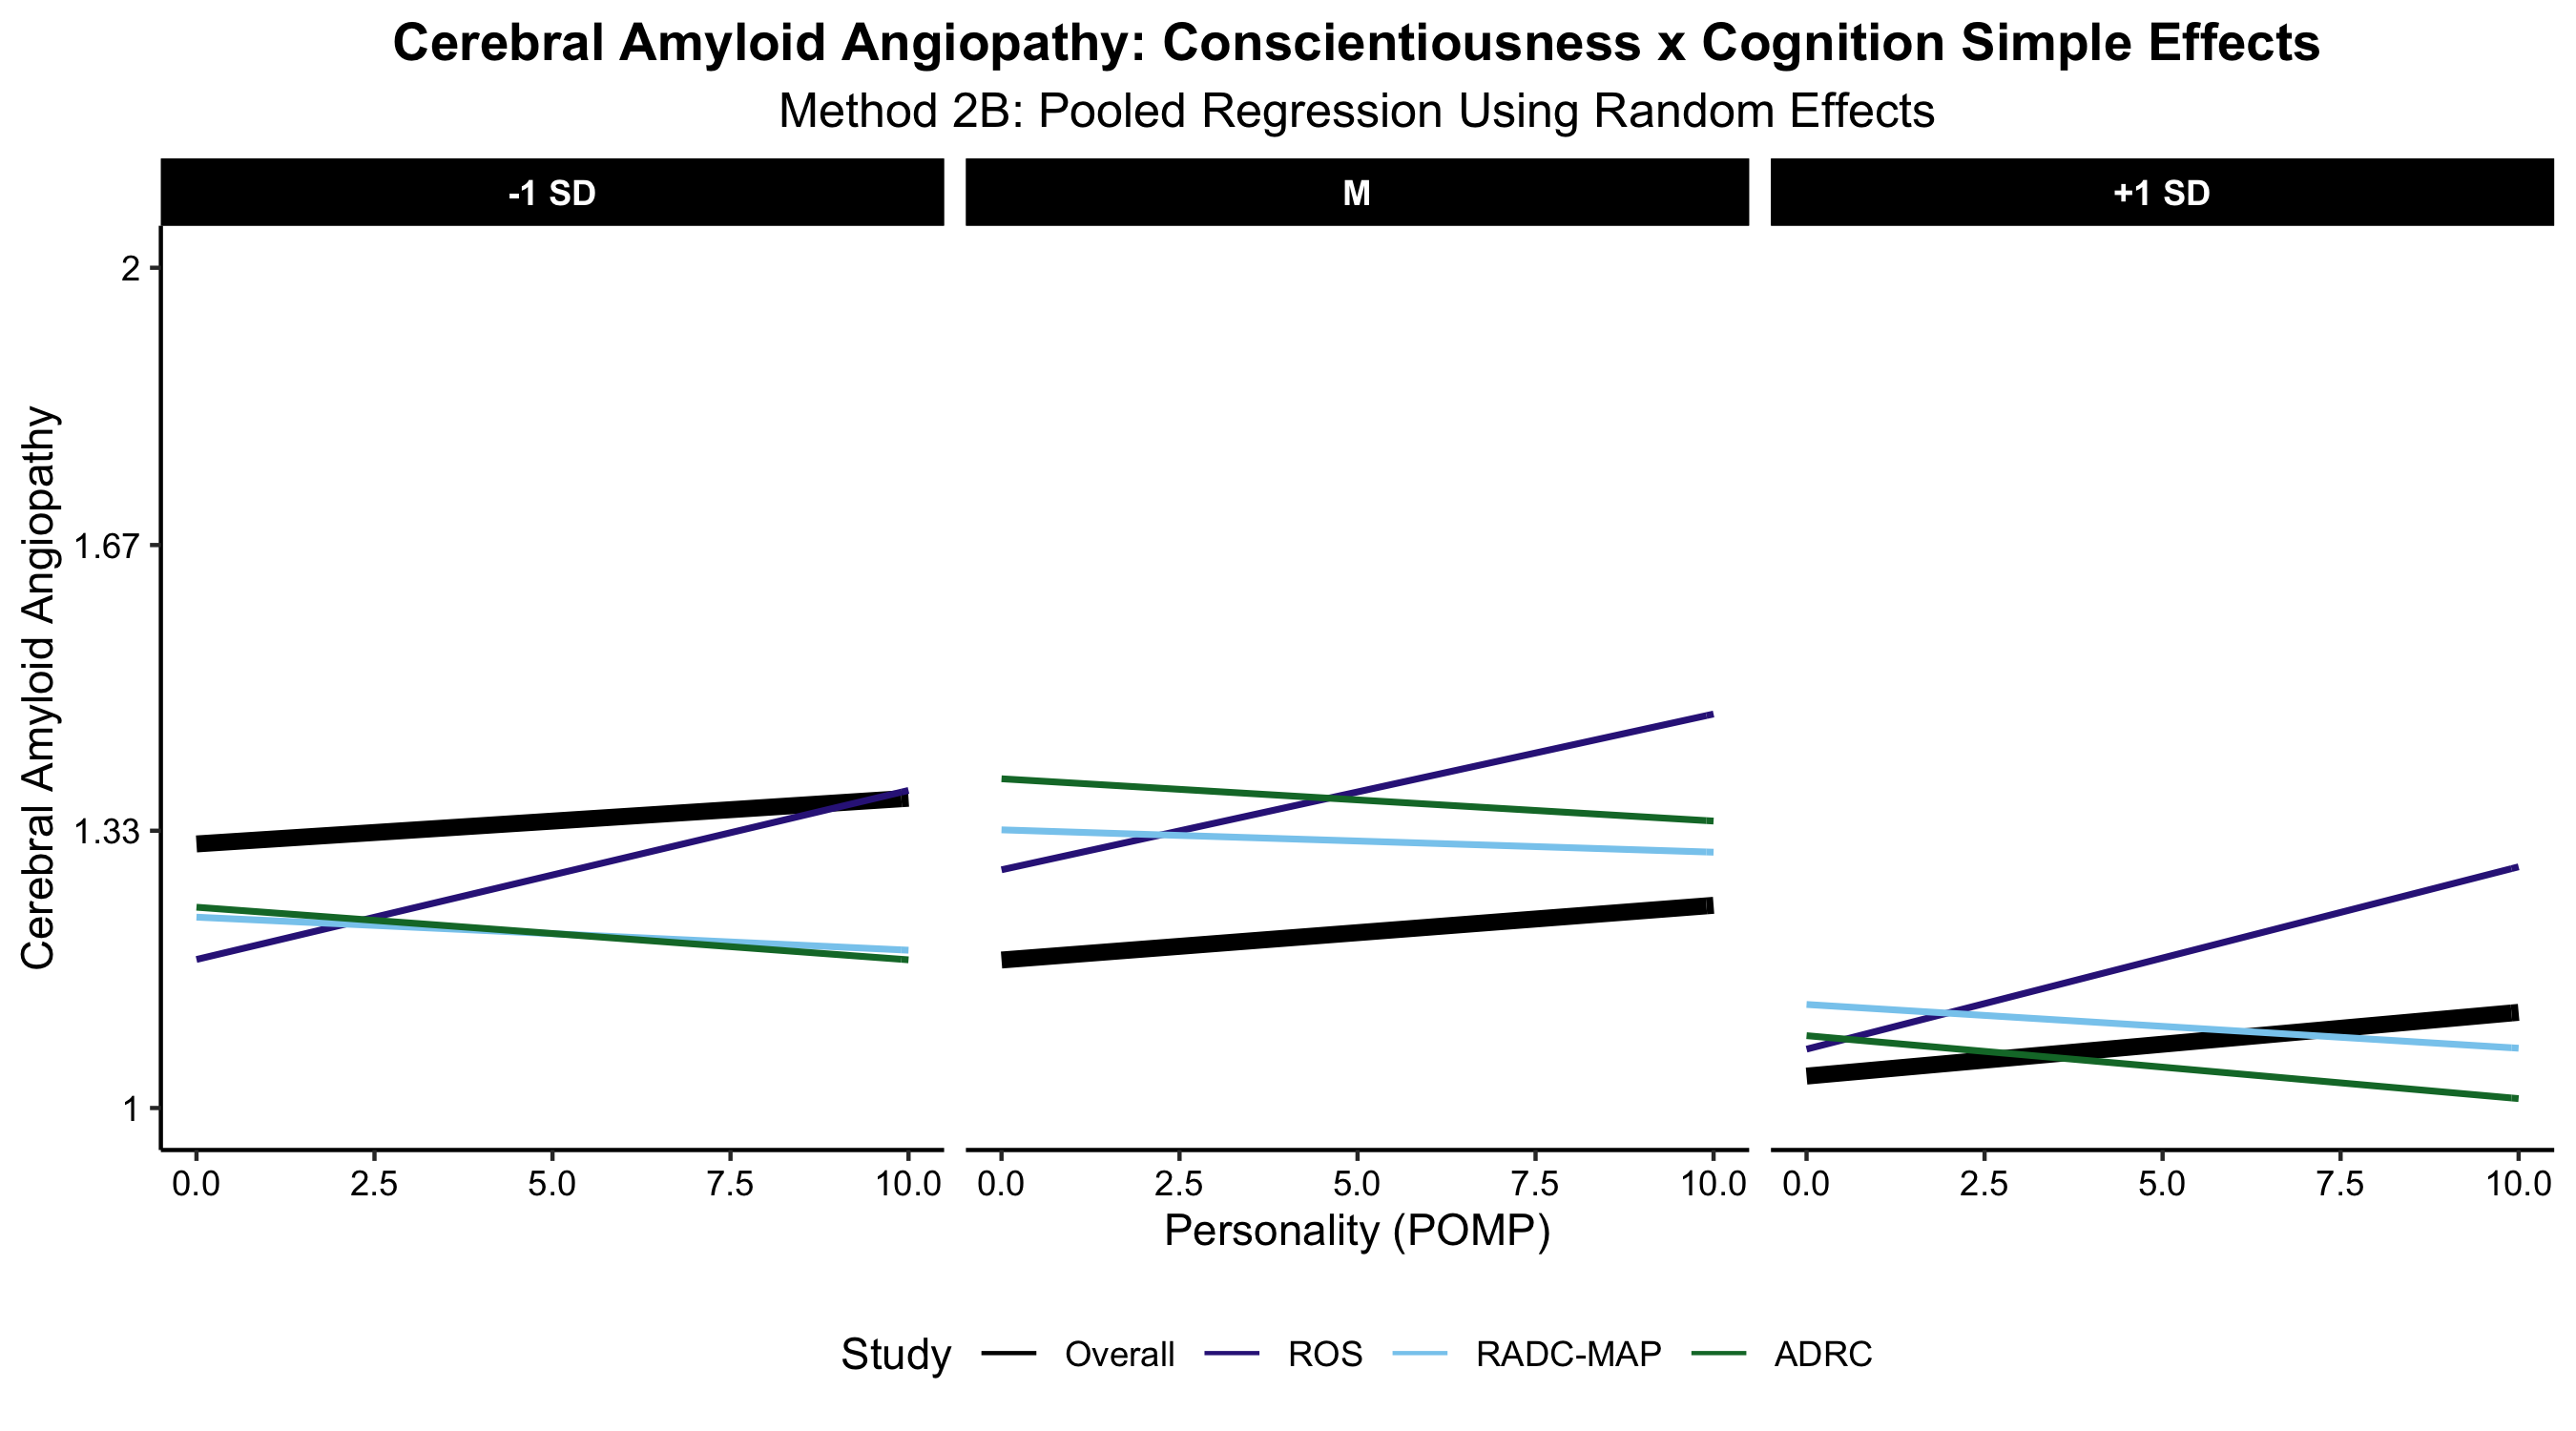 Cerebral Amyloid Angiopathy: Conscientiousness x Cognition Simple Effects
Method 2B: Pooled Regression Using Random Effects
-1 SD
M
+1 SD
Cerebral Amyloid Angiopathy
2
1.67
1.33
1
0.0 2.5 5.0 7.5 10.0
0.0 2.5 5.0 7.5 10.0
0.0 2.5 5.0 7.5 10.0
Personality (POMP)
Study Overall ROS RADC-MAP ADRC